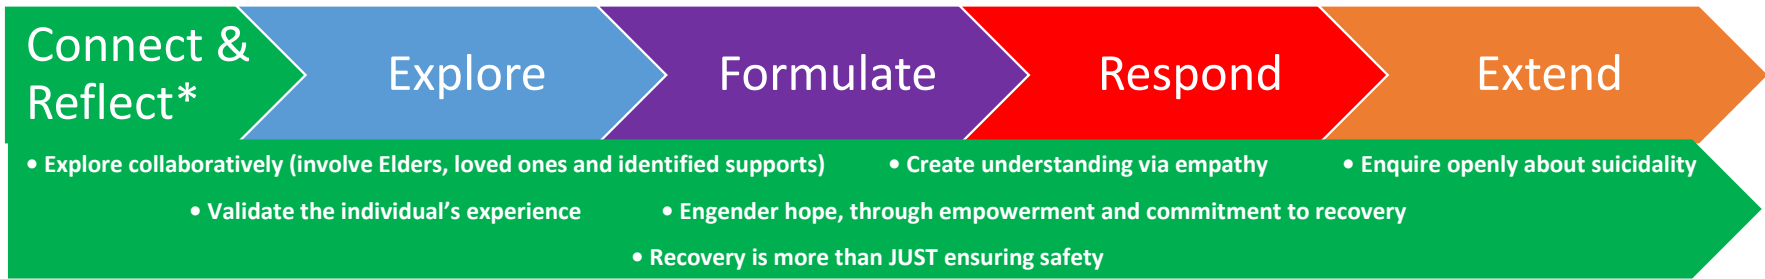 Connect &
Reflect*
Explore
Formulate
Respond
Extend
• Explore collaboratively (involve Elders, loved ones and identified supports) • Create understanding via empathy • Enquire openly about suicidality
• Validate the individual’s experience • Engender hope, through empowerment and commitment to recovery
• Recovery is more than JUST ensuring safety